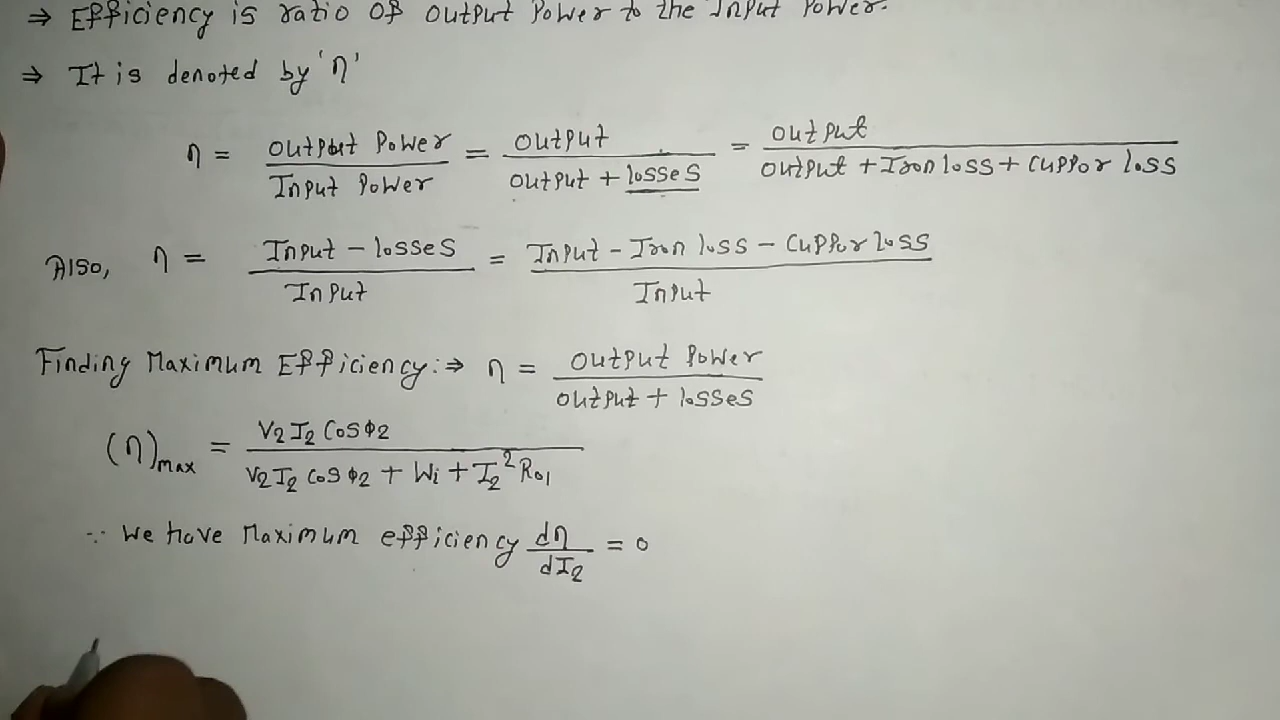 ⇒ Efficiency is ratio of output power to the Input Power.
⇒ It is denoted by 'η'
η = Output Power / Input Power = Output / Output + losses = Output / Output + Iron loss + Cuppor loss
Also, η = Input - losses / Input = Input - Iron loss - Cuppor loss / Input
Finding Maximum Efficiency :⇒ η = Output Power / Output + losses
(η)max = V2 I2 Cos φ2 / V2 I2 Cos φ2 + Wi + I2² R01
∵ We have Maximum efficiency dη / dI2 = 0